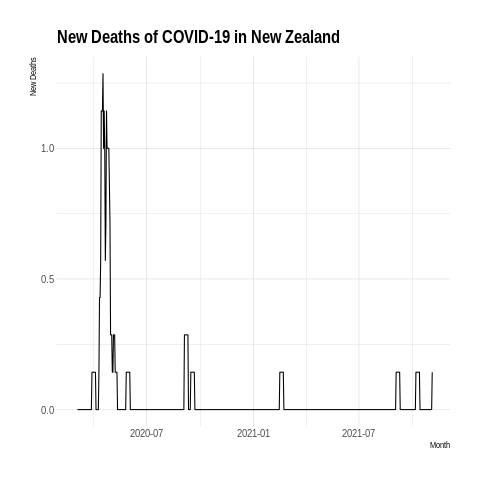 New Deaths of COVID-19 in New Zealand
New Deaths
1.0
0.5
0.0
2020-07 2021-01 2021-07
Month